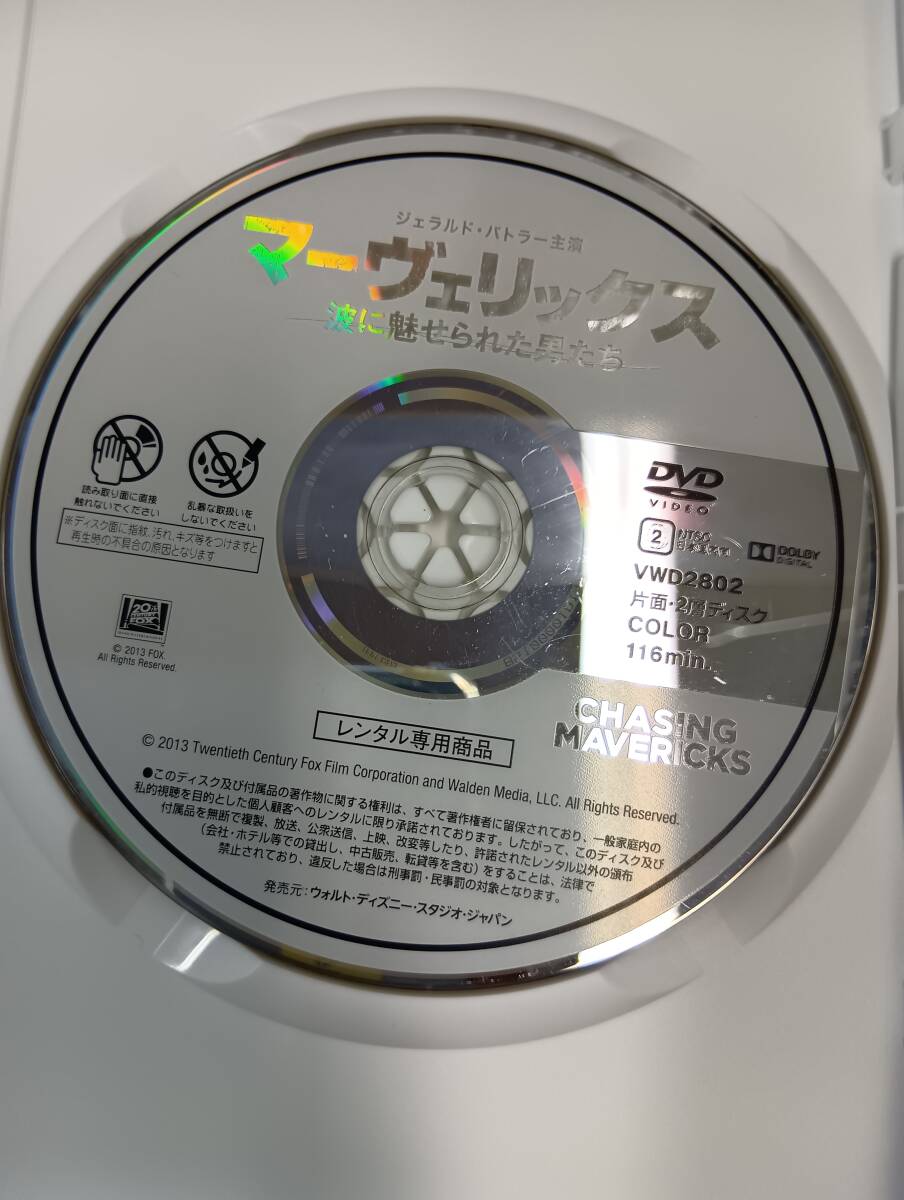 ジェラルド・バトラー主演
マーヴェリックス
波に魅せられた男たち
読み取り面に直接
触れないでください
乱暴な取扱いを
しないでください
※ディスク面に指紋、汚れ、キズ等をつけますと
再生時の不具合の原因となります
DVD
VIDEO
2
NTSC
日本市場向
DOLBY
DIGITAL
VWD2802
片面・2層ディスク
COLOR
116min.
20th
CENTURY
FOX
© 2013 FOX.
All Rights Reserved.
CHASING
MAVERICKS
レンタル専用商品
© 2013 Twentieth Century Fox Film Corporation and Walden Media, LLC. All Rights Reserved.
●このディスク及び付属品の著作物に関する権利は、すべて著作権者に留保されており、一般家庭内の
私的視聴を目的とした個人顧客へのレンタルに限り承諾されております。したがって、このディスク及び
付属品を無断で複製、放送、公衆送信、上映、改変等したり、許諾されたレンタル以外の頒布
（会社・ホテル等での貸出し、中古販売、転貸等を含む）をすることは、法律で
禁止されており、違反した場合は刑事罰・民事罰の対象となります。
発売元：ウォルト・ディズニー・スタジオ・ジャパン